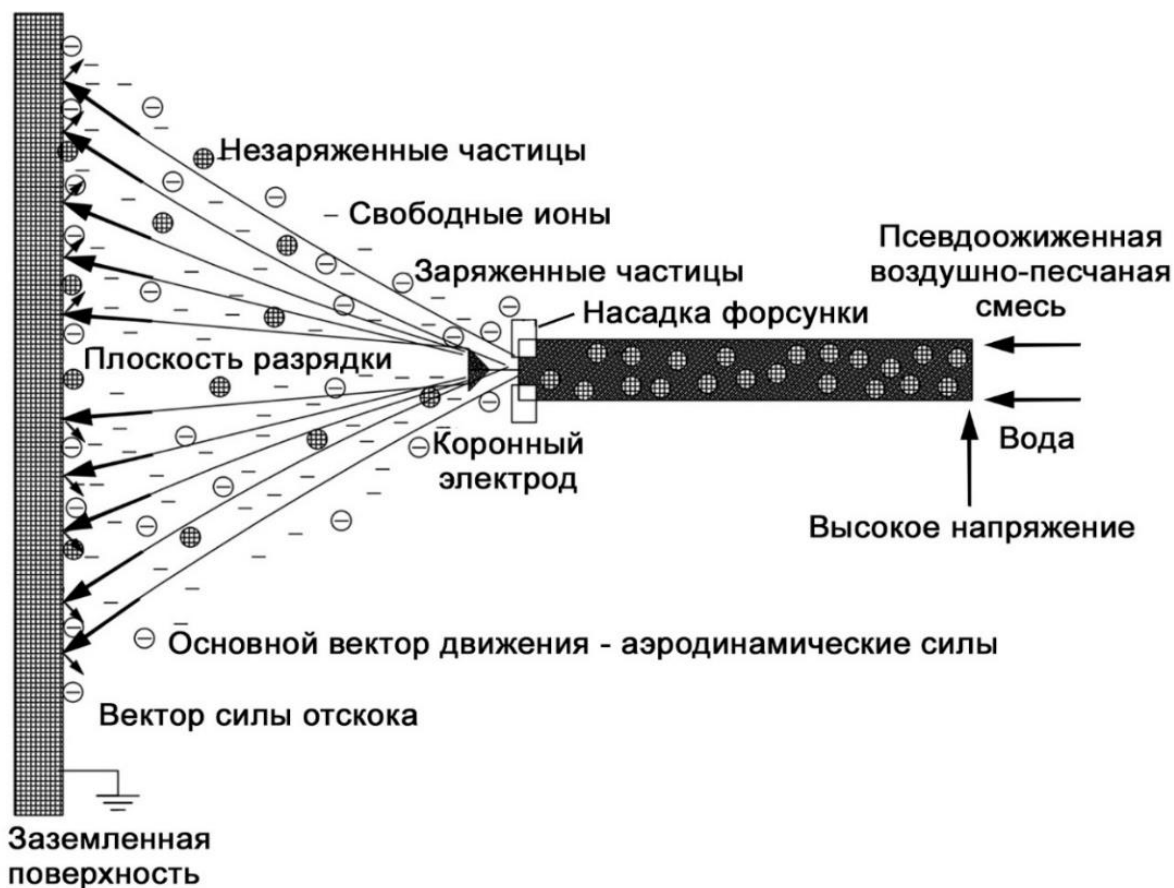 Незаряженные частицы
– Свободные ионы
Псевдоожиженная
воздушно-песчаная
смесь
Заряженные частицы
Насадка форсунки
Плоскость разрядки
Коронный
электрод
Вода
Высокое напряжение
Основной вектор движения - аэродинамические силы
Вектор силы отскока
Заземленная
поверхность